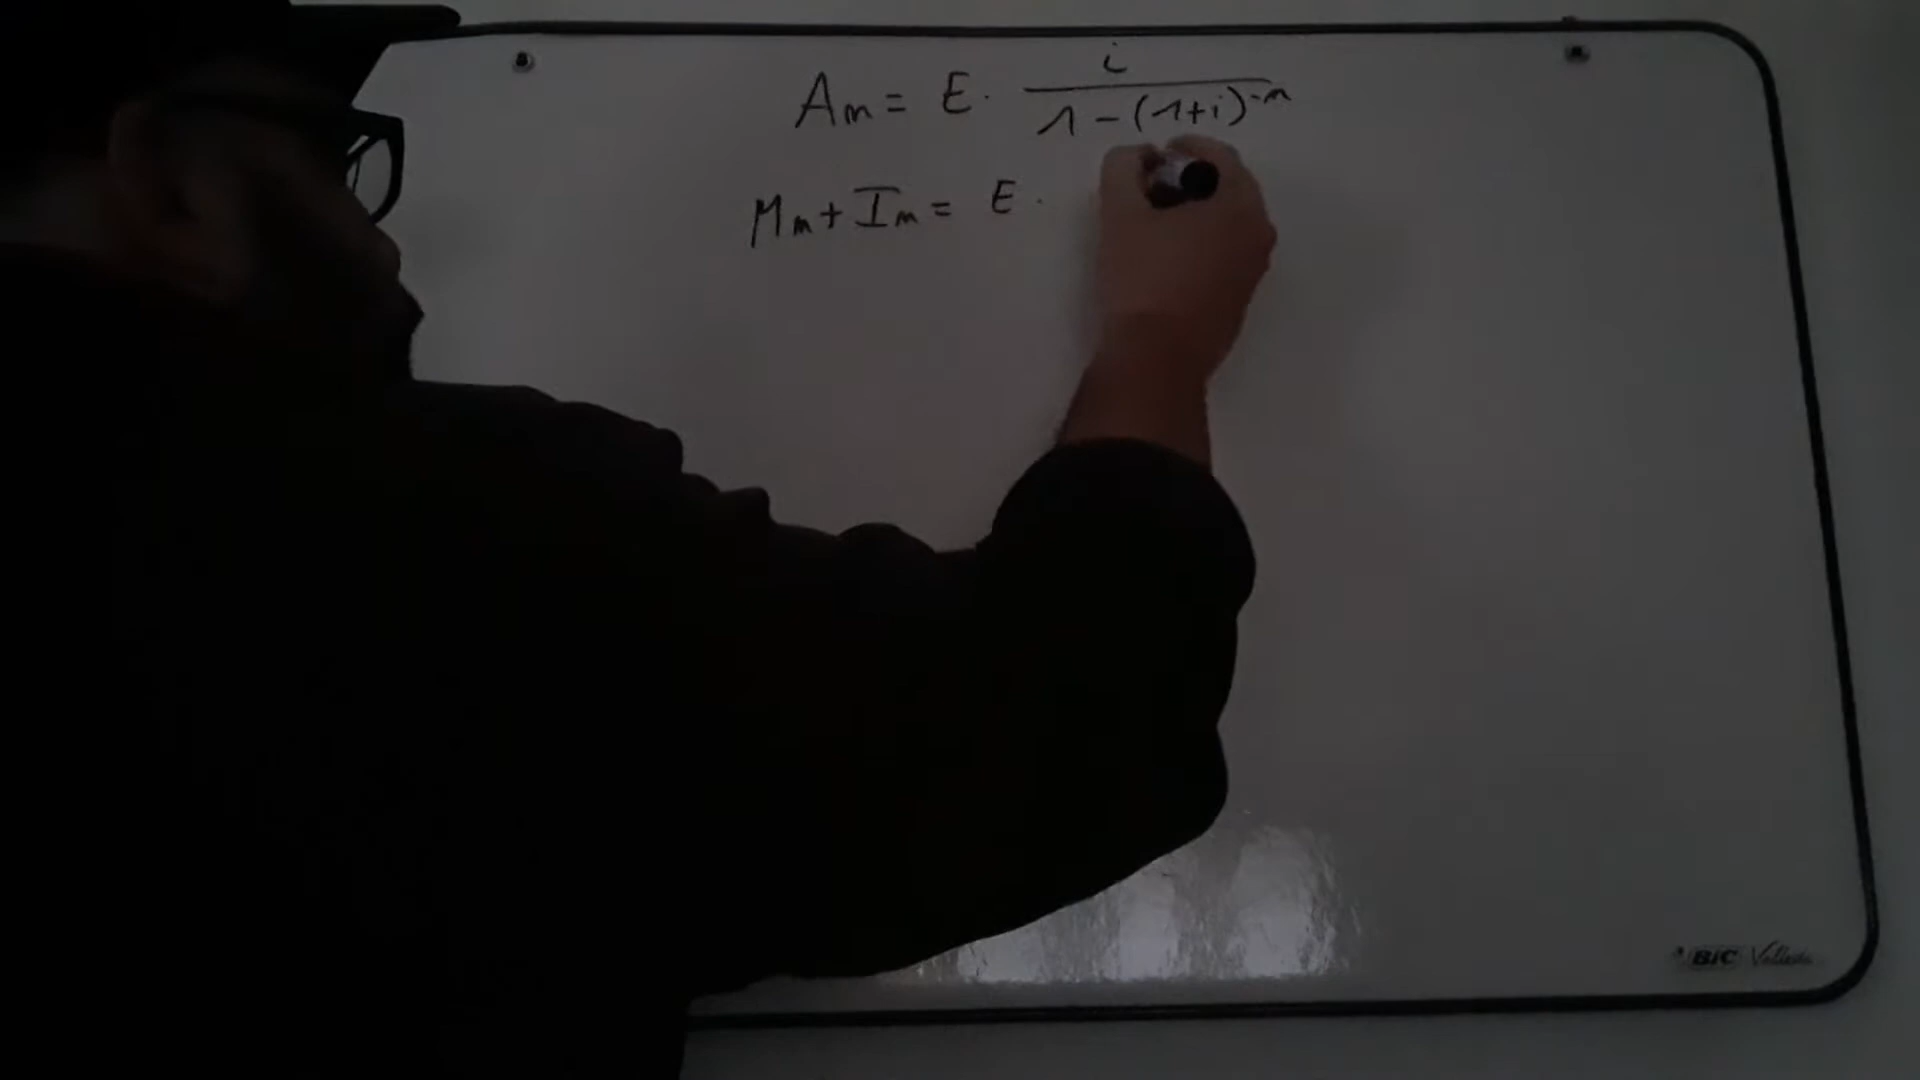 Am = E · i / 1 - (1+i)^-n
Mm + Im = E ·
BIC Velleda